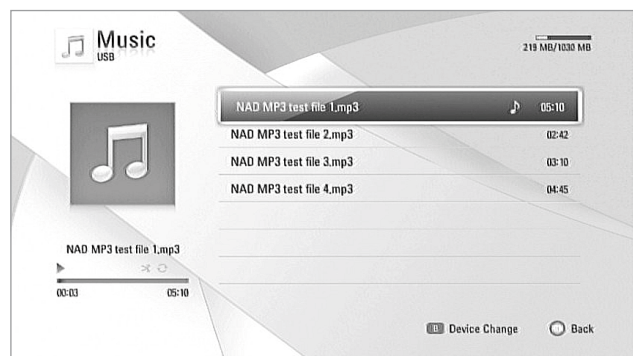 Music
USB
219 MB/1030 MB
NAD MP3 test file 1.mp3 05:10
NAD MP3 test file 2.mp3 02:42
NAD MP3 test file 3.mp3 03:10
NAD MP3 test file 4.mp3 04:45
NAD MP3 test file 1.mp3
00:03 05:10
B Device Change Back